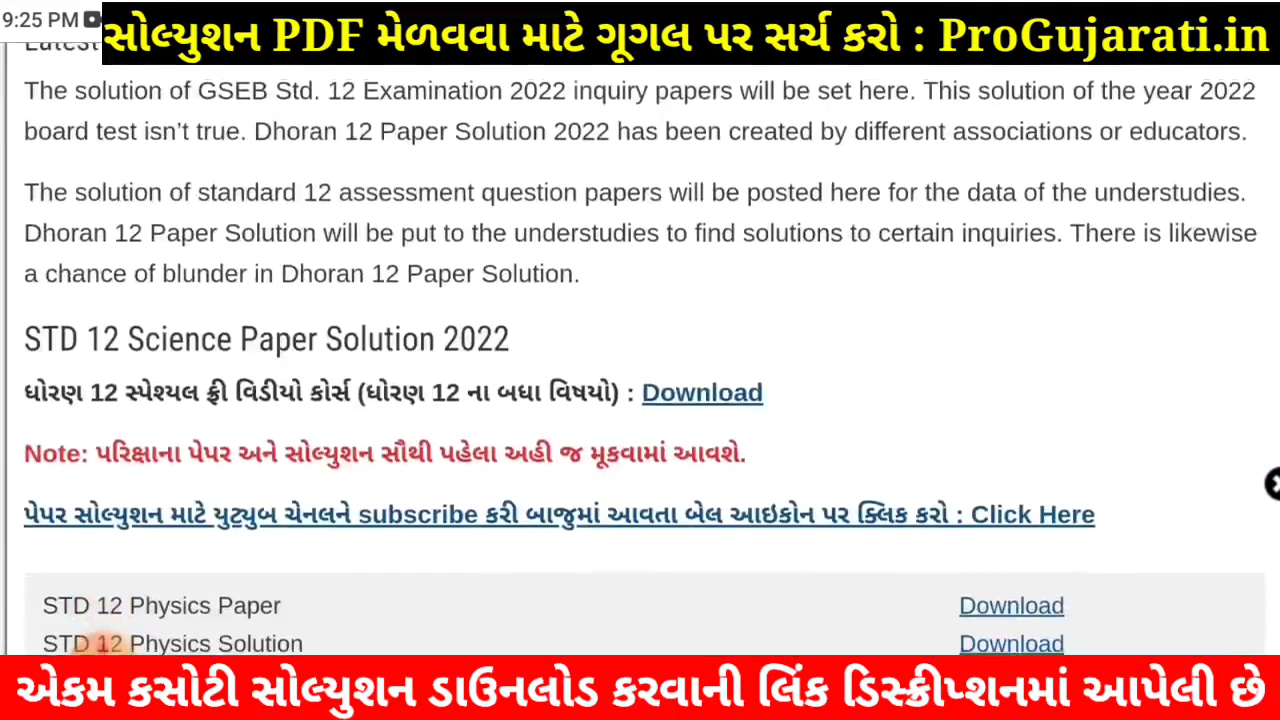 9:25 PM
સોલ્યુશન PDF મેળવવા માટે ગૂગલ પર સર્ચ કરો : ProGujarati.in
Latest
The solution of GSEB Std. 12 Examination 2022 inquiry papers will be set here. This solution of the year 2022
board test isn’t true. Dhoran 12 Paper Solution 2022 has been created by different associations or educators.
The solution of standard 12 assessment question papers will be posted here for the data of the understudies.
Dhoran 12 Paper Solution will be put to the understudies to find solutions to certain inquiries. There is likewise
a chance of blunder in Dhoran 12 Paper Solution.
STD 12 Science Paper Solution 2022
ધોરણ 12 સ્પેશ્યલ ફ્રી વિડીયો કોર્સ (ધોરણ 12 ના બધા વિષયો) : Download
Note: પરિક્ષાના પેપર અને સોલ્યુશન સૌથી પહેલા અહી જ મૂકવામાં આવશે.
પેપર સોલ્યુશન માટે યુટ્યુબ ચેનલને subscribe કરી બાજુમાં આવતા બેલ આઇકોન પર ક્લિક કરો : Click Here
STD 12 Physics Paper Download
STD 12 Physics Solution Download
એકમ કસોટી સોલ્યુશન ડાઉનલોડ કરવાની લિંક ડિસ્ક્રીપ્શનમાં આપેલી છે